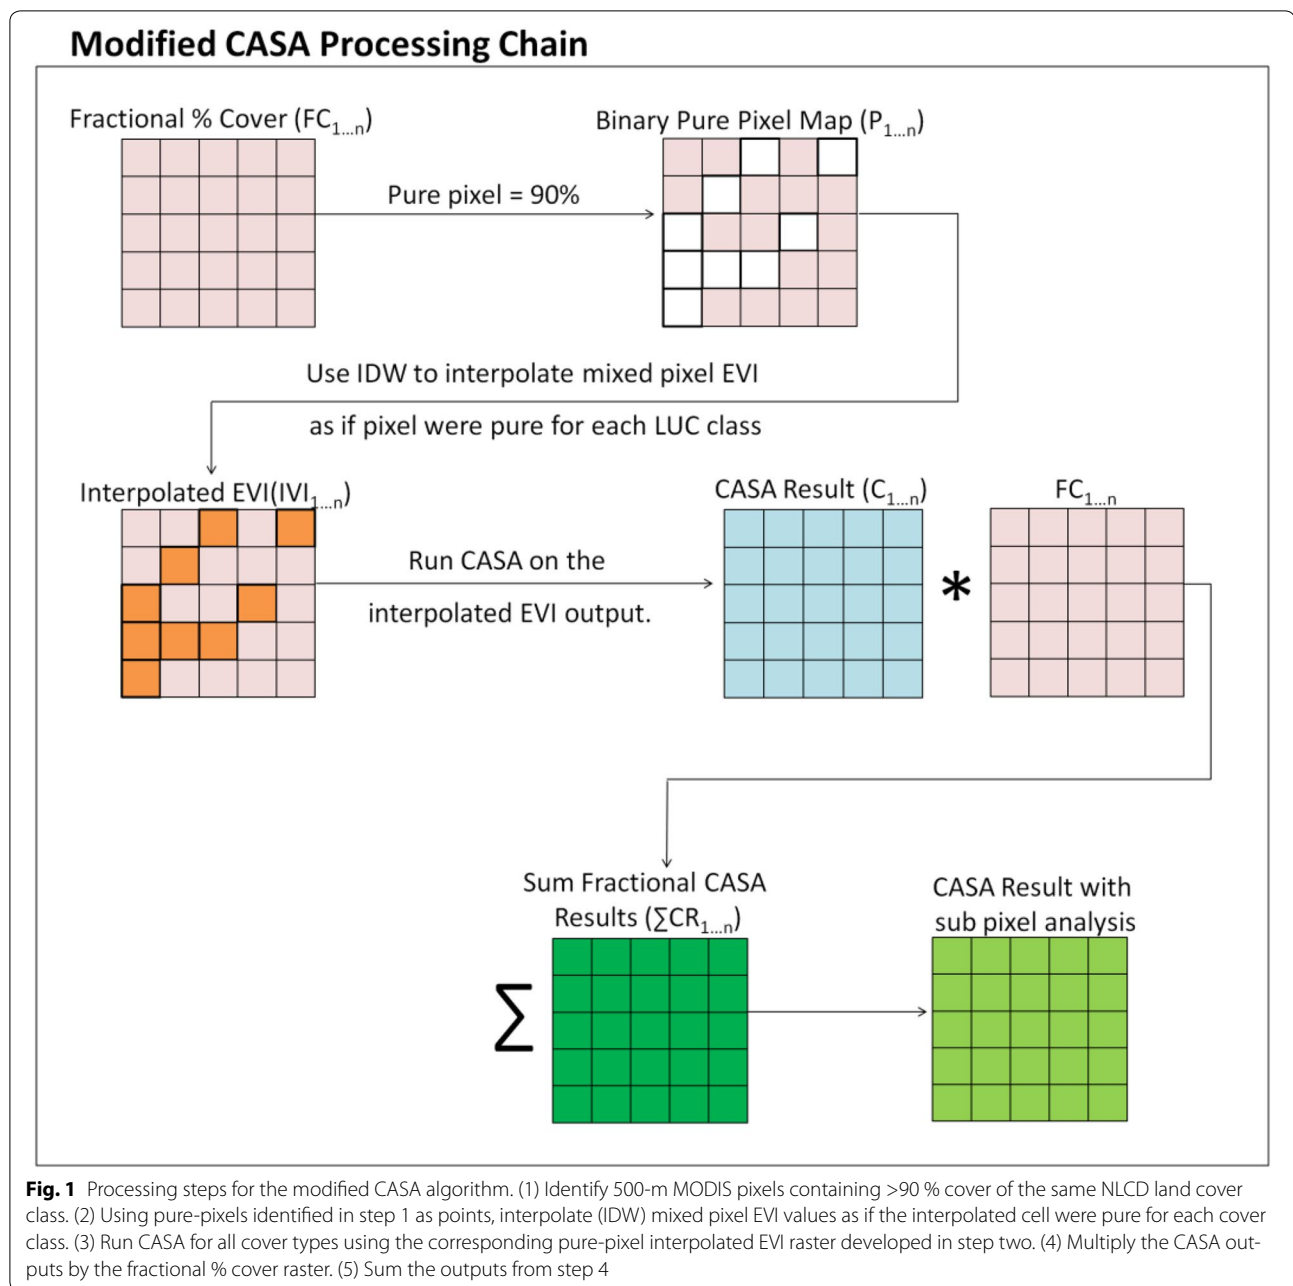 Modified CASA Processing Chain
Fractional % Cover (FC1...n)
Binary Pure Pixel Map (P1...n)
Pure pixel = 90%
Use IDW to interpolate mixed pixel EVI
as if pixel were pure for each LUC class
Interpolated EVI(IVI1...n)
CASA Result (C1...n)
FC1...n
Run CASA on the
interpolated EVI output.
*
Sum Fractional CASA
Results (∑CR1...n)
CASA Result with
sub pixel analysis
∑
Fig. 1 Processing steps for the modified CASA algorithm. (1) Identify 500-m MODIS pixels containing >90 % cover of the same NLCD land cover
class. (2) Using pure-pixels identified in step 1 as points, interpolate (IDW) mixed pixel EVI values as if the interpolated cell were pure for each cover
class. (3) Run CASA for all cover types using the corresponding pure-pixel interpolated EVI raster developed in step two. (4) Multiply the CASA out-
puts by the fractional % cover raster. (5) Sum the outputs from step 4